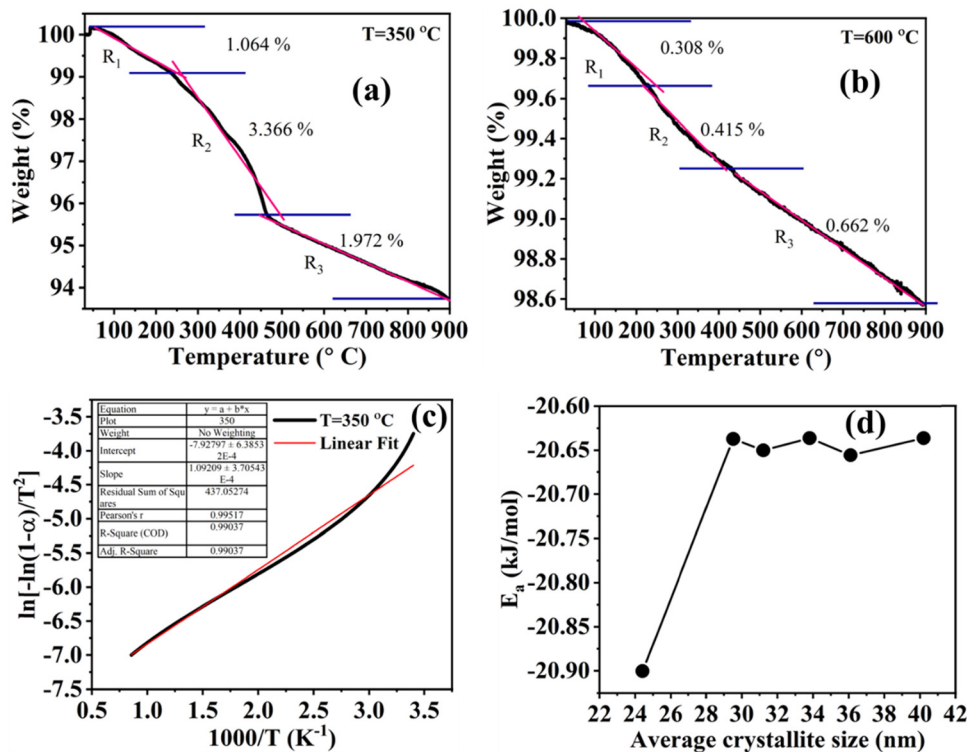 100
99
98
97
96
95
94
Weight (%)
100 200 300 400 500 600 700 800 900
Temperature (° C)
T=350 °C
(a)
1.064 %
R1
3.366 %
R2
1.972 %
R3
100.0
99.8
99.6
99.4
99.2
99.0
98.8
98.6
Weight (%)
100 200 300 400 500 600 700 800 900
Temperature (°)
T=600 °C
(b)
0.308 %
R1
0.415 %
R2
0.662 %
R3
-3.5
-4.0
-4.5
-5.0
-5.5
-6.0
-6.5
-7.0
-7.5
ln[-ln(1-α)/T²]
0.5 1.0 1.5 2.0 2.5 3.0 3.5
1000/T (K⁻¹)
(c)
T=350 °C
Linear Fit
Equation y = a + b*x
Plot 350
Weight No Weighting
Intercept -7.92797 ± 6.3853
2E-4
Slope 1.09209 ± 3.70543
E-4
Residual Sum of Squ
ares 437.05274
Pearson's r 0.99517
R-Square (COD) 0.99037
Adj. R-Square 0.99037
-20.60
-20.65
-20.70
-20.75
-20.80
-20.85
-20.90
Ea (kJ/mol)
22 24 26 28 30 32 34 36 38 40 42
Average crystallite size (nm)
(d)